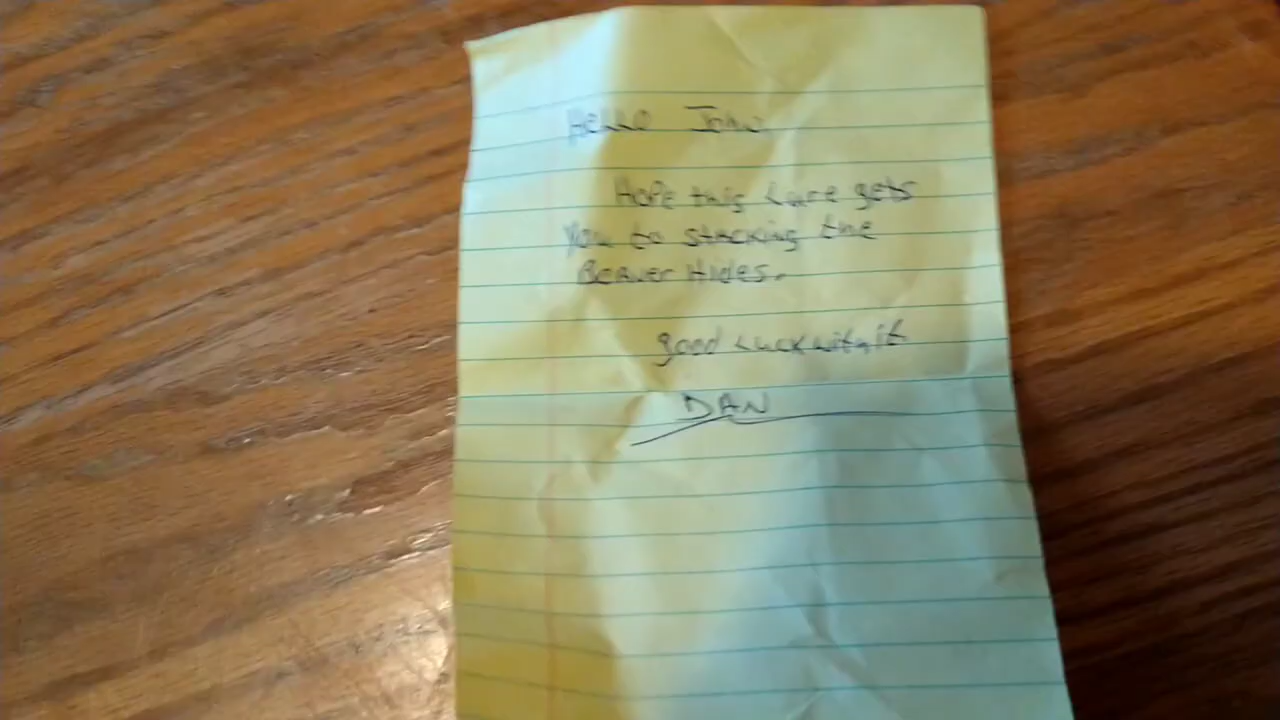 Hello John
Hope this Lure gets
you to stacking the
Beaver Hides.
good Luck with it
DAN